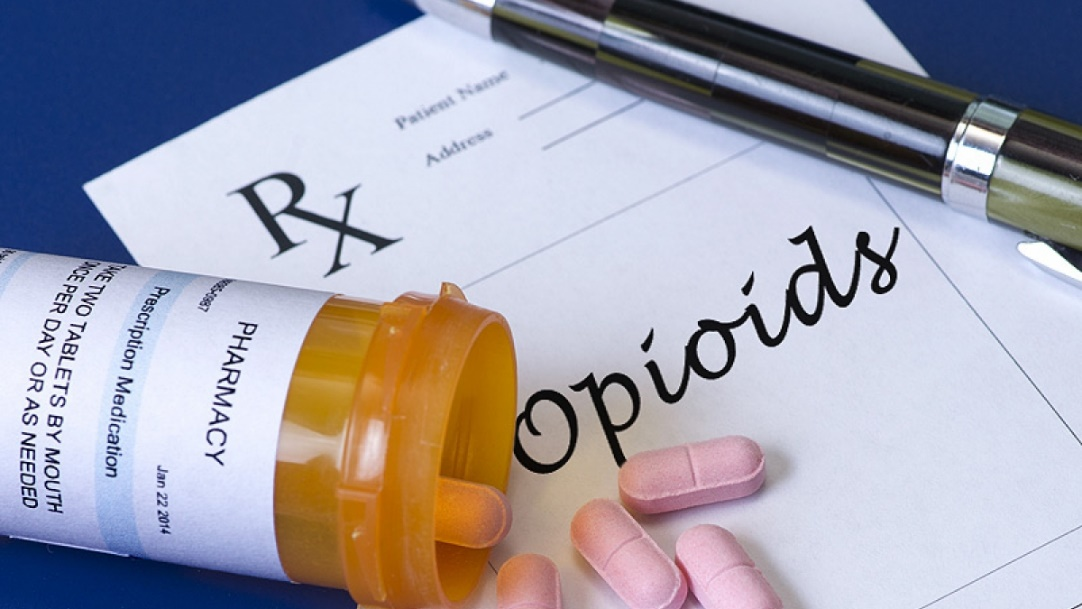 Patient Name
Address
Rx
Opioids
PHARMACY
Jan 22 2014
Prescription Medication
TAKE TWO TABLETS BY MOUTH
ONCE PER DAY OR AS NEEDED